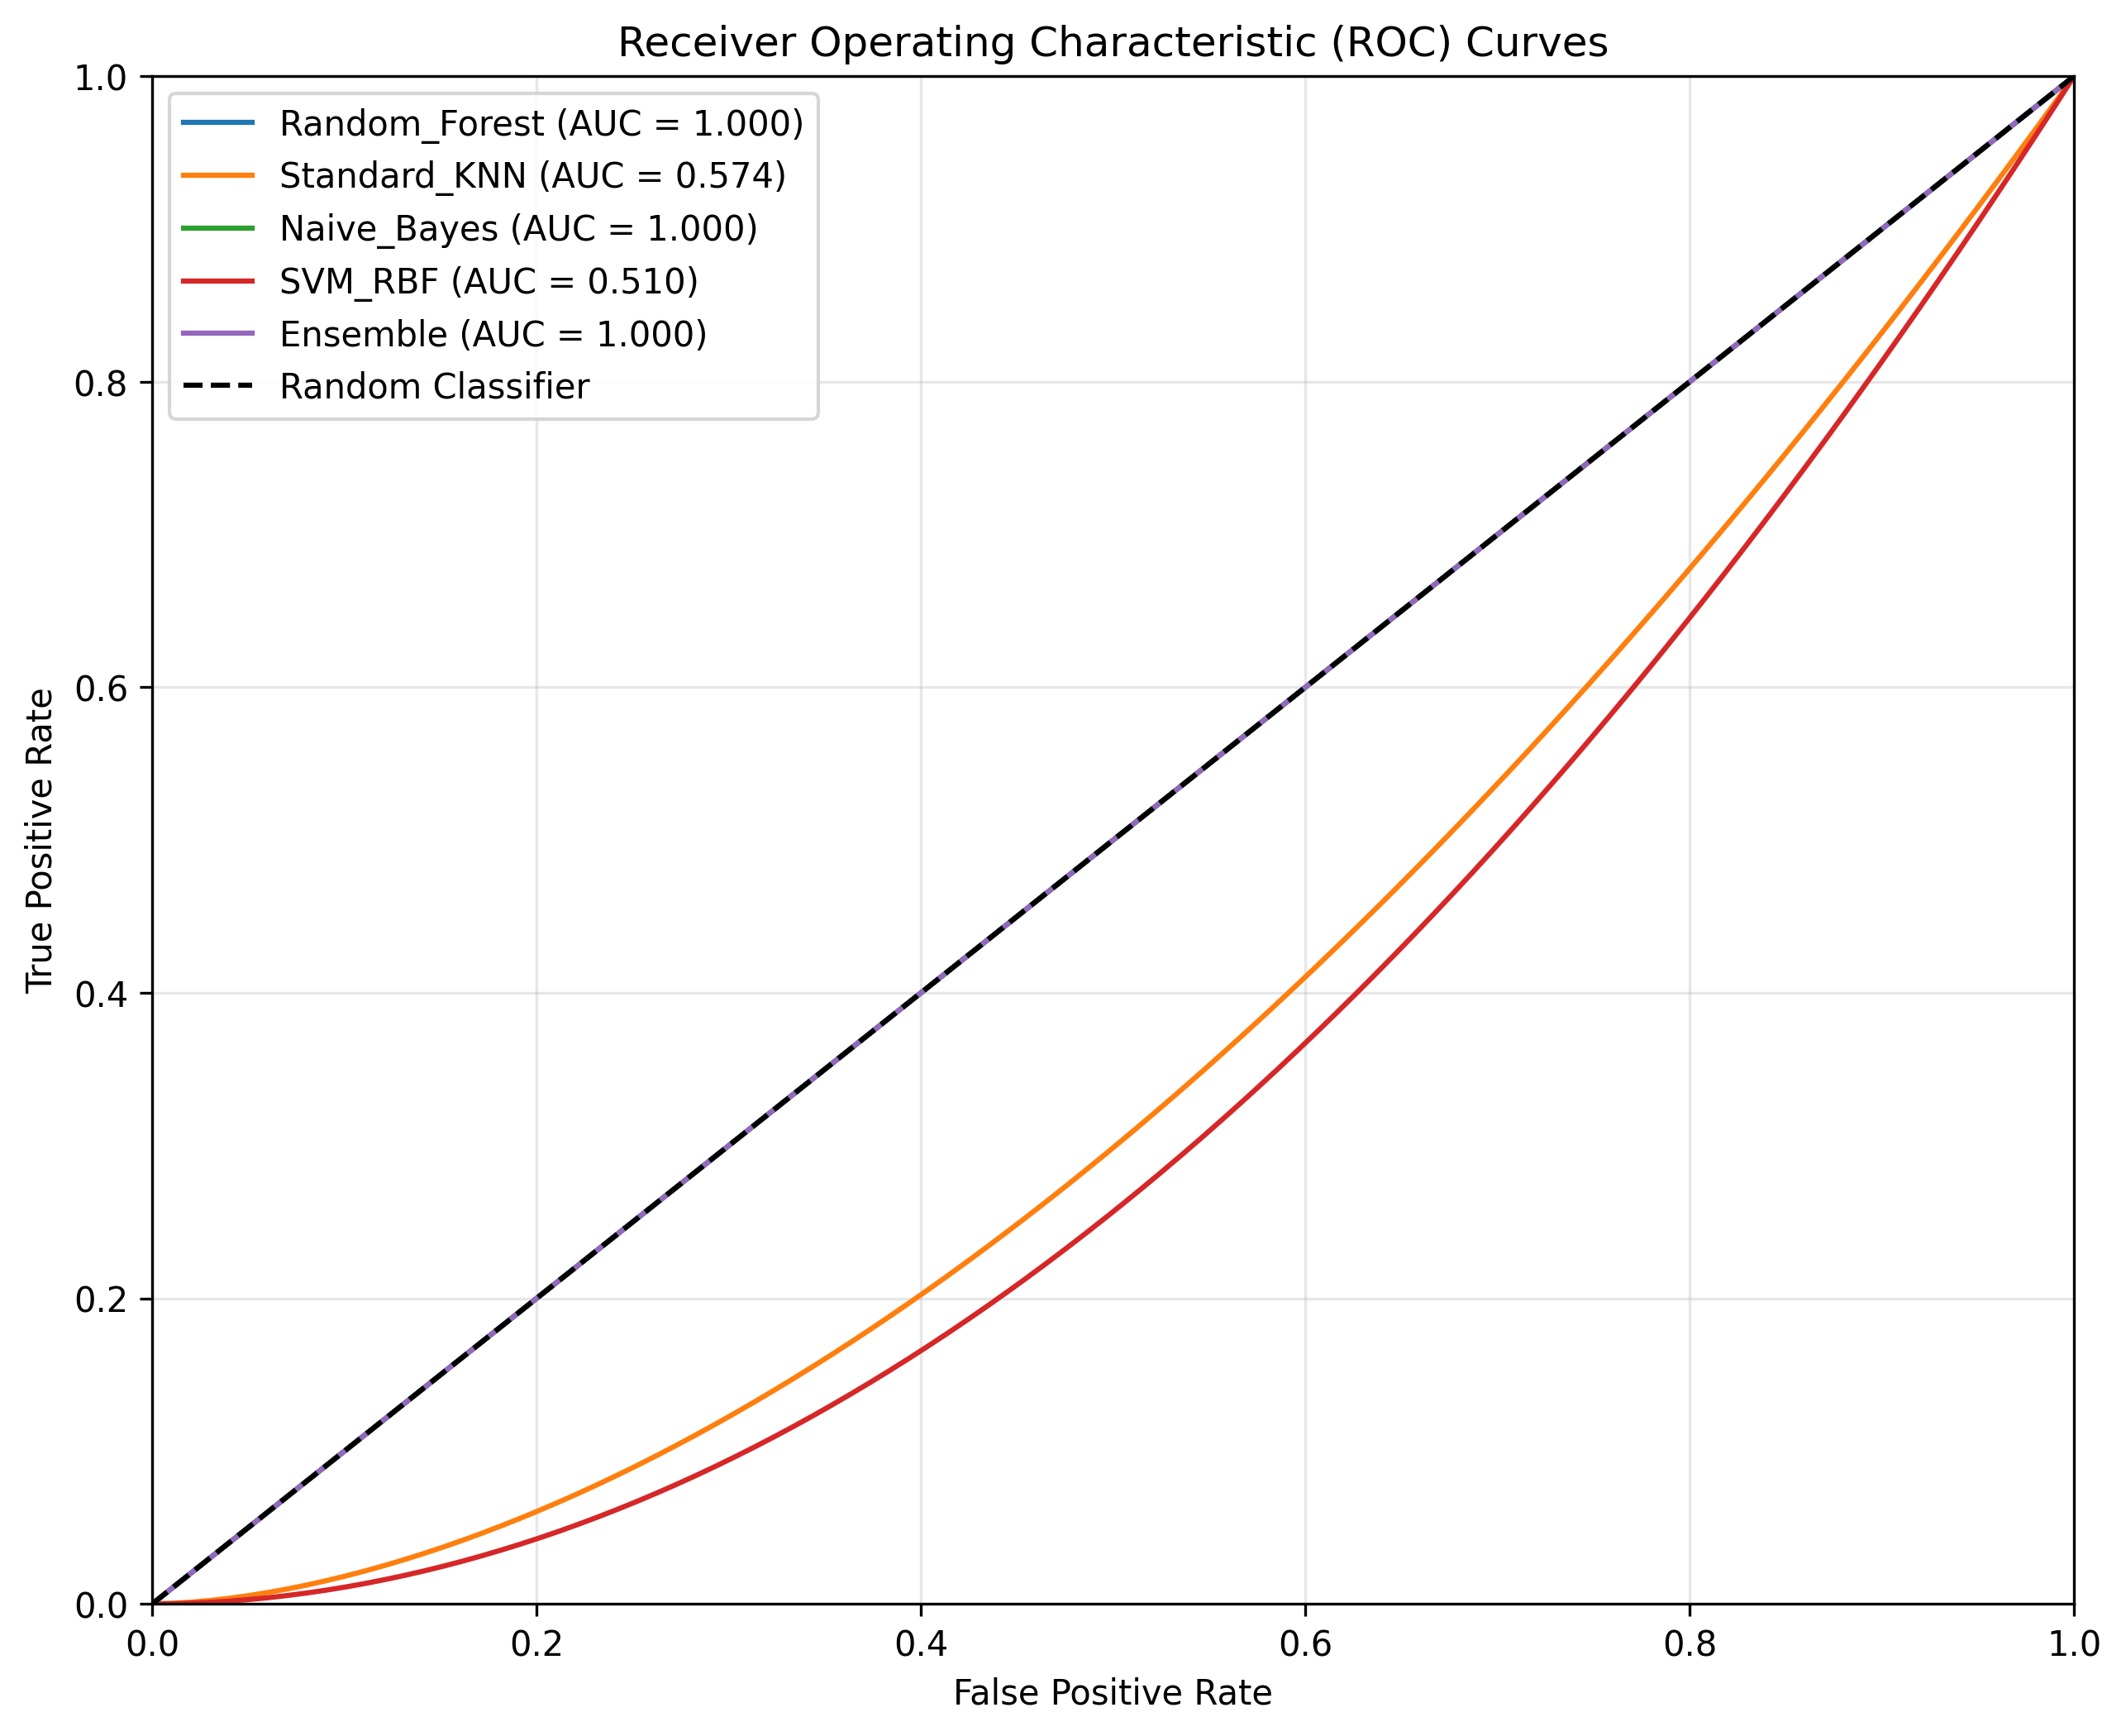 Receiver Operating Characteristic (ROC) Curves
1.0
0.8
0.6
0.4
0.2
0.0
True Positive Rate
Random_Forest (AUC = 1.000)
Standard_KNN (AUC = 0.574)
Naive_Bayes (AUC = 1.000)
SVM_RBF (AUC = 0.510)
Ensemble (AUC = 1.000)
Random Classifier
0.0 0.2 0.4 0.6 0.8 1.0
False Positive Rate